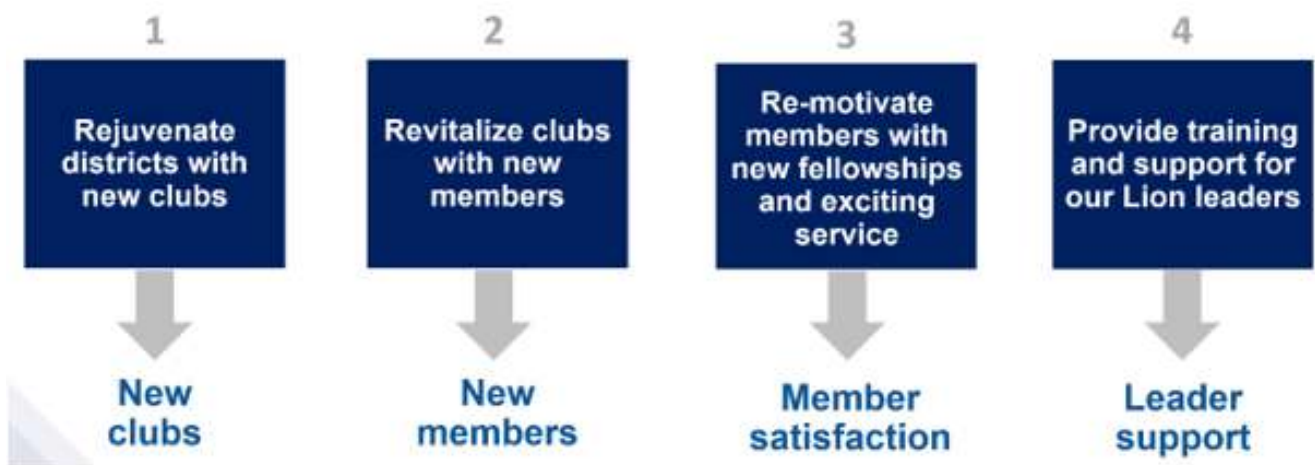 1
Rejuvenate
districts with
new clubs
New
clubs
2
Revitalize clubs
with new
members
New
members
3
Re-motivate
members with
new fellowships
and exciting
service
Member
satisfaction
4
Provide training
and support for
our Lion leaders
Leader
support